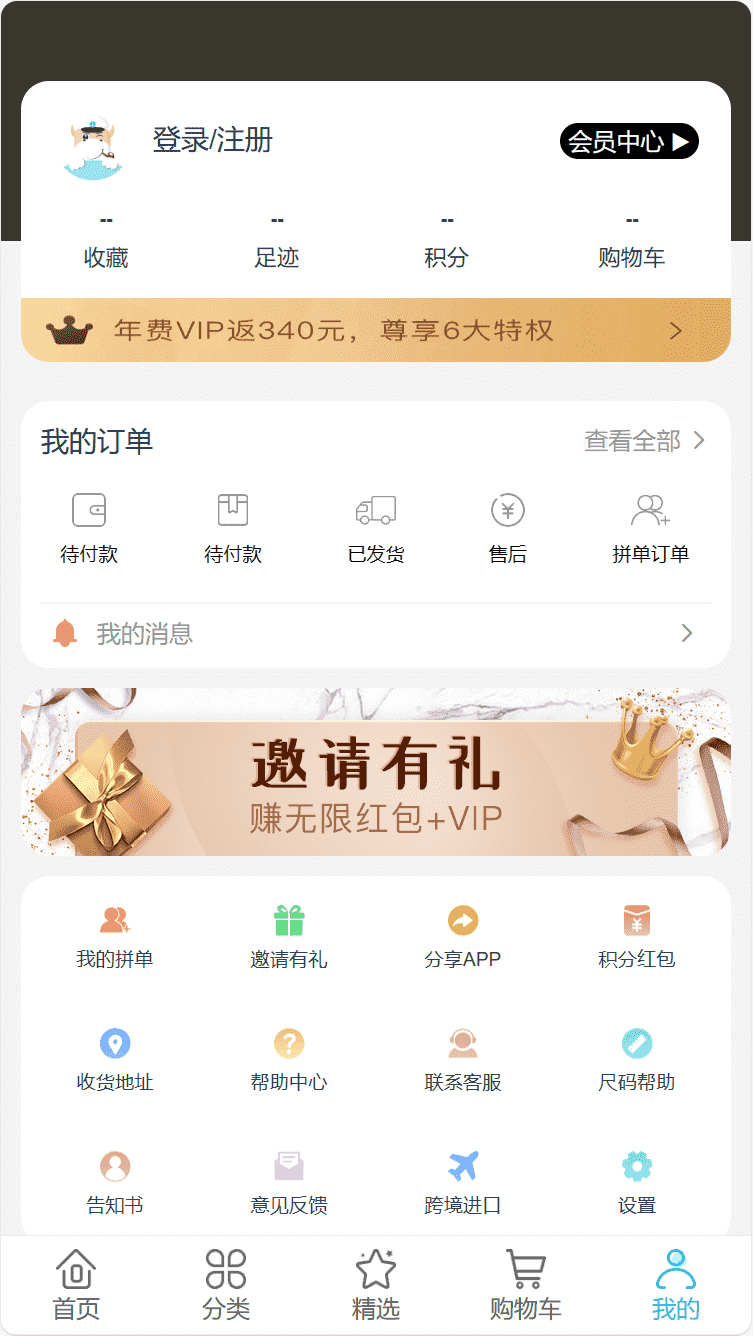 登录/注册
会员中心 ▶
-- -- -- --
收藏 足迹 积分 购物车
年费VIP返340元，尊享6大特权
我的订单 查看全部
待付款 待付款 已发货 售后 拼单订单
我的消息
邀请有礼
赚无限红包+VIP
我的拼单 邀请有礼 分享APP 积分红包
收货地址 帮助中心 联系客服 尺码帮助
告知书 意见反馈 跨境进口 设置
首页 分类 精选 购物车 我的